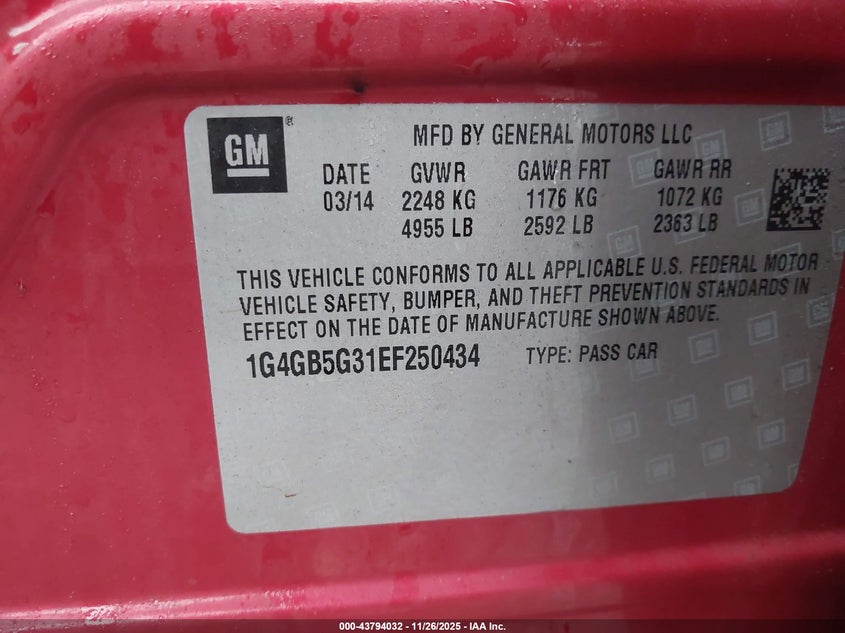 GM ®
MFD BY GENERAL MOTORS LLC
DATE GVWR GAWR FRT GAWR RR
03/14 2248 KG 1176 KG 1072 KG
4955 LB 2592 LB 2363 LB
THIS VEHICLE CONFORMS TO ALL APPLICABLE U.S. FEDERAL MOTOR
VEHICLE SAFETY, BUMPER, AND THEFT PREVENTION STANDARDS IN
EFFECT ON THE DATE OF MANUFACTURE SHOWN ABOVE.
1G4GB5G31EF250434 TYPE: PASS CAR
000-43794032 - 11/26/2025 - IAA Inc.